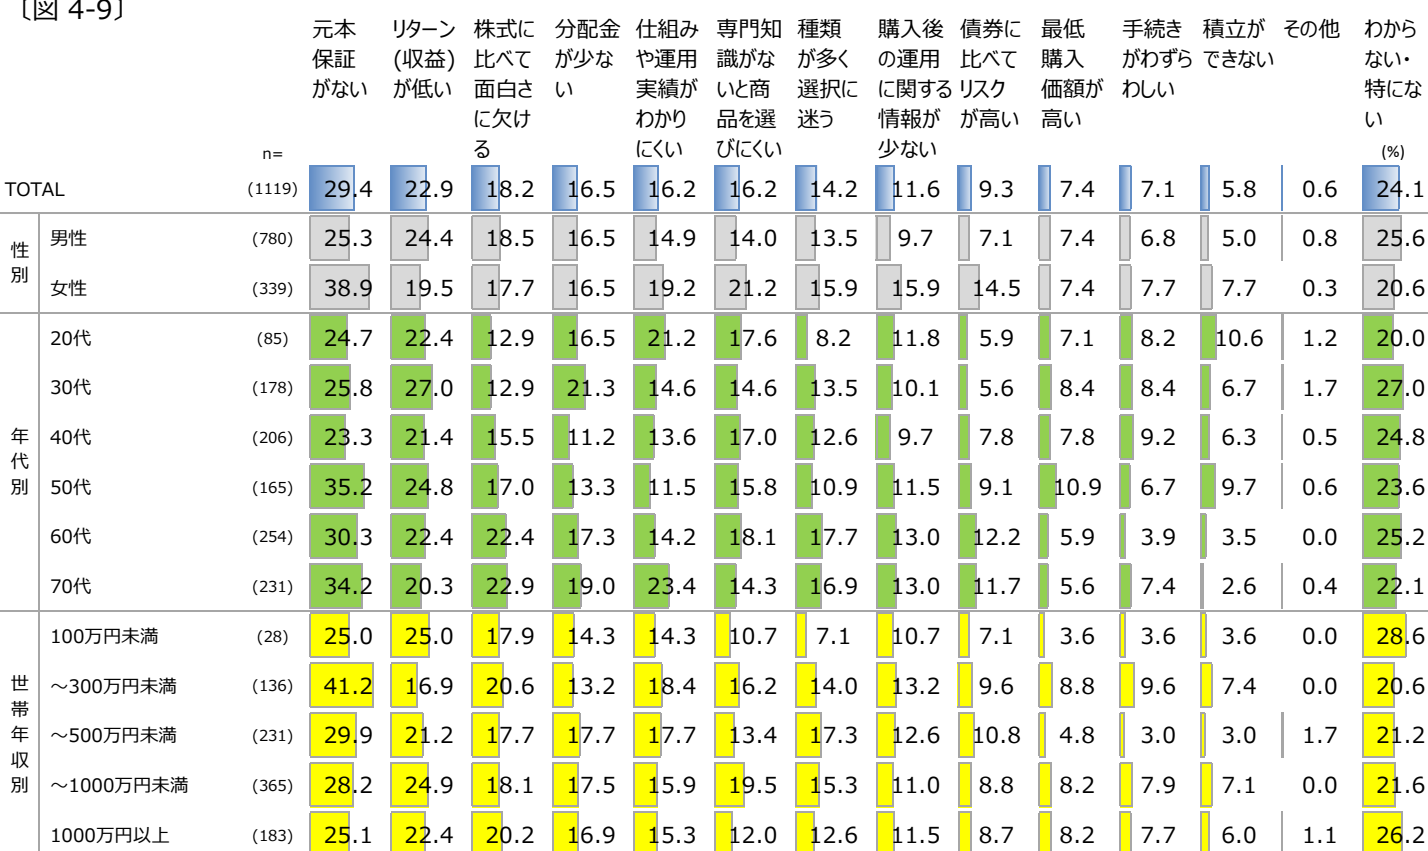 〔図 4-9〕
元本 リターン 株式に 分配金 仕組み 専門知 種類 購入後 債券に 最低 手続き 積立が その他 わから
保証 (収益) 比べて が少な や運用 識がな が多く の運用 比べて 購入 がわずら できない ない・
がない が低い 面白さ い 実績が いと商 選択に に関する リスク 価額が わしい 特にな
に欠け わかり 品を選 迷う 情報が が高い 高い い
n= る にくい びにくい 少ない (%)
TOTAL (1119) 29.4 22.9 18.2 16.5 16.2 16.2 14.2 11.6 9.3 7.4 7.1 5.8 0.6 24.1
性別
男性 (780) 25.3 24.4 18.5 16.5 14.9 14.0 13.5 9.7 7.1 7.4 6.8 5.0 0.8 25.6
女性 (339) 38.9 19.5 17.7 16.5 19.2 21.2 15.9 15.9 14.5 7.4 7.7 7.7 0.3 20.6
年代別
20代 (85) 24.7 22.4 12.9 16.5 21.2 17.6 8.2 11.8 5.9 7.1 8.2 10.6 1.2 20.0
30代 (178) 25.8 27.0 12.9 21.3 14.6 14.6 13.5 10.1 5.6 8.4 8.4 6.7 1.7 27.0
40代 (206) 23.3 21.4 15.5 11.2 13.6 17.0 12.6 9.7 7.8 7.8 9.2 6.3 0.5 24.8
50代 (165) 35.2 24.8 17.0 13.3 11.5 15.8 10.9 11.5 9.1 10.9 6.7 9.7 0.6 23.6
60代 (254) 30.3 22.4 22.4 17.3 14.2 18.1 17.7 13.0 12.2 5.9 3.9 3.5 0.0 25.2
70代 (231) 34.2 20.3 22.9 19.0 23.4 14.3 16.9 13.0 11.7 5.6 7.4 2.6 0.4 22.1
世帯年収別
100万円未満 (28) 25.0 25.0 17.9 14.3 14.3 10.7 7.1 10.7 7.1 3.6 3.6 3.6 0.0 28.6
～300万円未満 (136) 41.2 16.9 20.6 13.2 18.4 16.2 14.0 13.2 9.6 8.8 9.6 7.4 0.0 20.6
～500万円未満 (231) 29.9 21.2 17.7 17.7 17.7 13.4 17.3 12.6 10.8 4.8 3.0 3.0 1.7 21.2
～1000万円未満 (365) 28.2 24.9 18.1 17.5 15.9 19.5 15.3 11.0 8.8 8.2 7.9 7.1 0.0 21.6
1000万円以上 (183) 25.1 22.4 20.2 16.9 15.3 12.0 12.6 11.5 8.7 8.2 7.7 6.0 1.1 26.2